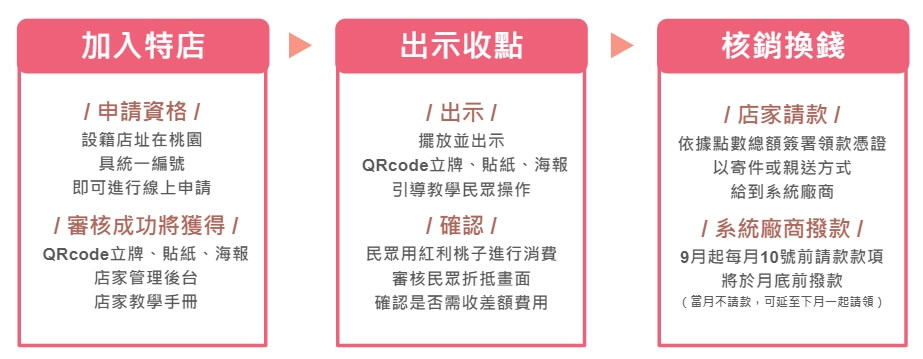 加入特店
/ 申請資格 /
設籍店址在桃園
具統一編號
即可進行線上申請
/ 審核成功將獲得 /
QRcode立牌、貼紙、海報
店家管理後台
店家教學手冊
出示收點
/ 出示 /
擺放並出示
QRcode立牌、貼紙、海報
引導教學民眾操作
/ 確認 /
民眾用紅利桃子進行消費
審核民眾折抵畫面
確認是否需收差額費用
核銷換錢
/ 店家請款 /
依據點數總額簽署領款憑證
以寄件或親送方式
給到系統廠商
/ 系統廠商撥款 /
9月起每月10號前請款款項
將於月底前撥款
（當月不請款，可延至下月一起請領）